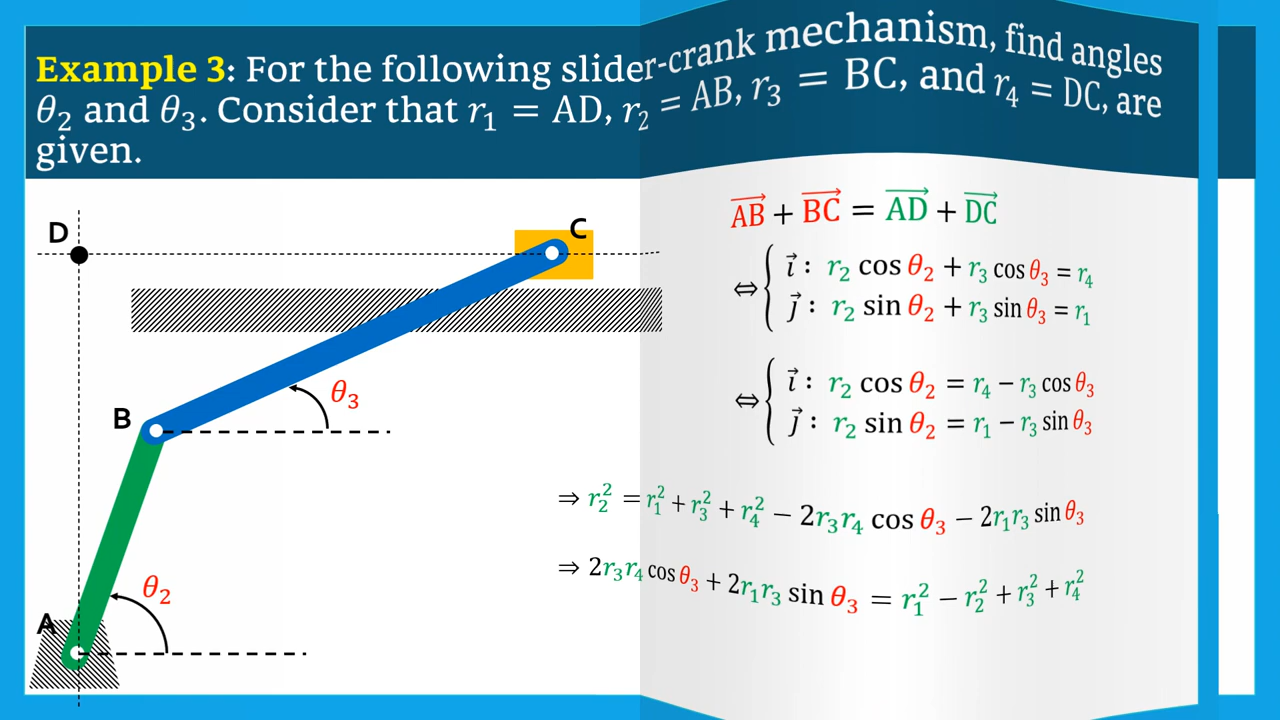 Example 3: For the following slider-crank mechanism, find angles
θ₂ and θ₃. Consider that r₁ = AD, r₂ = AB, r₃ = BC, and r₄ = DC, are
given.
D
C
B
θ₃
θ₂
A
AB⃗ + BC⃗ = AD⃗ + DC⃗
⇔ { i⃗ : r₂ cos θ₂ + r₃ cos θ₃ = r₄
j⃗ : r₂ sin θ₂ + r₃ sin θ₃ = r₁
⇔ { i⃗ : r₂ cos θ₂ = r₄ − r₃ cos θ₃
j⃗ : r₂ sin θ₂ = r₁ − r₃ sin θ₃
⇒ r₂² = r₁² + r₃² + r₄² − 2r₃r₄ cos θ₃ − 2r₁r₃ sin θ₃
⇒ 2r₃r₄ cos θ₃ + 2r₁r₃ sin θ₃ = r₁² − r₂² + r₃² + r₄²